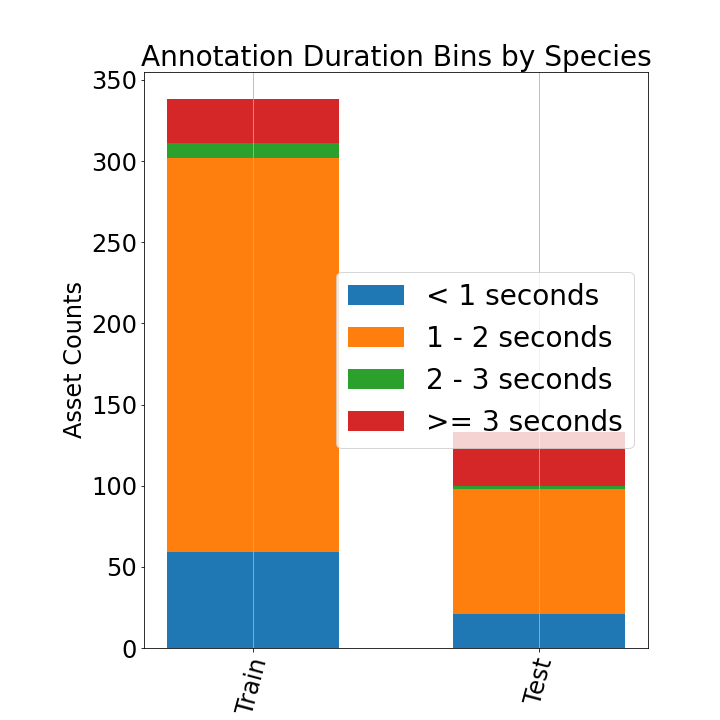 Annotation Duration Bins by Species
350
300
250
200
150
100
50
0
Asset Counts
< 1 seconds
1 - 2 seconds
2 - 3 seconds
>= 3 seconds
Train
Test